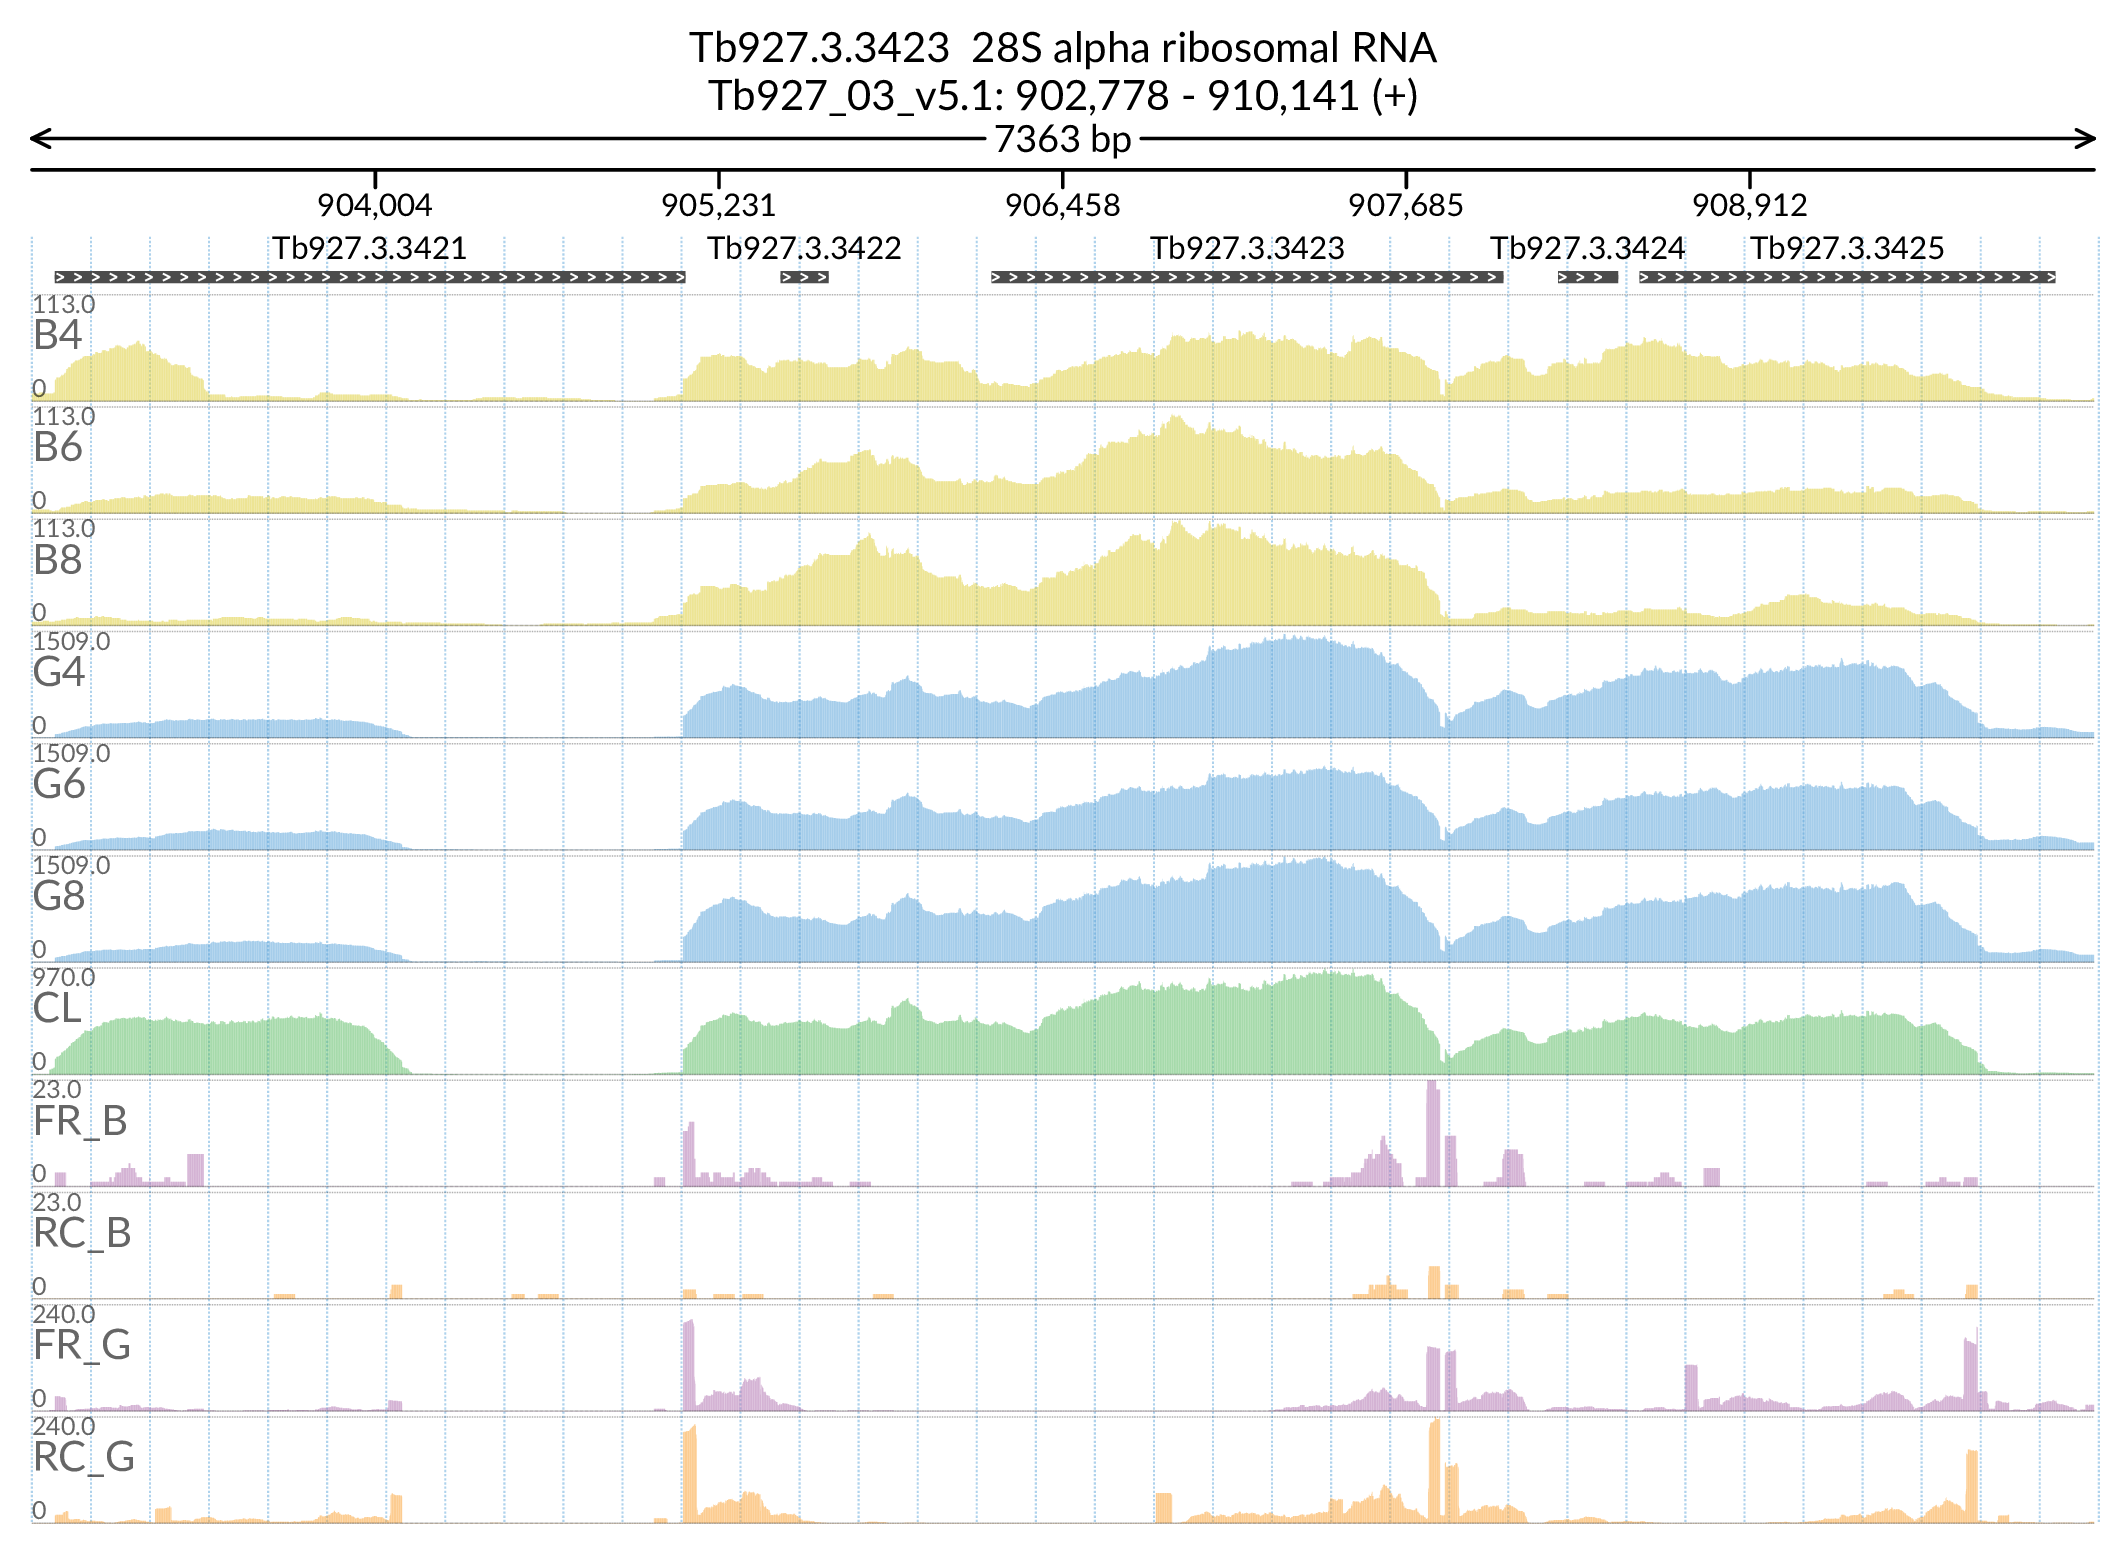 Tb927.3.3423  28S alpha ribosomal RNA
Tb927_03_v5.1: 902,778 - 910,141 (+)
7363 bp
904,004 905,231 906,458 907,685 908,912
Tb927.3.3421 Tb927.3.3422 Tb927.3.3423 Tb927.3.3424 Tb927.3.3425
113.0
B4
0
113.0
B6
0
113.0
B8
0
1509.0
G4
0
1509.0
G6
0
1509.0
G8
0
970.0
CL
0
23.0
FR_B
0
23.0
RC_B
0
240.0
FR_G
0
240.0
RC_G
0